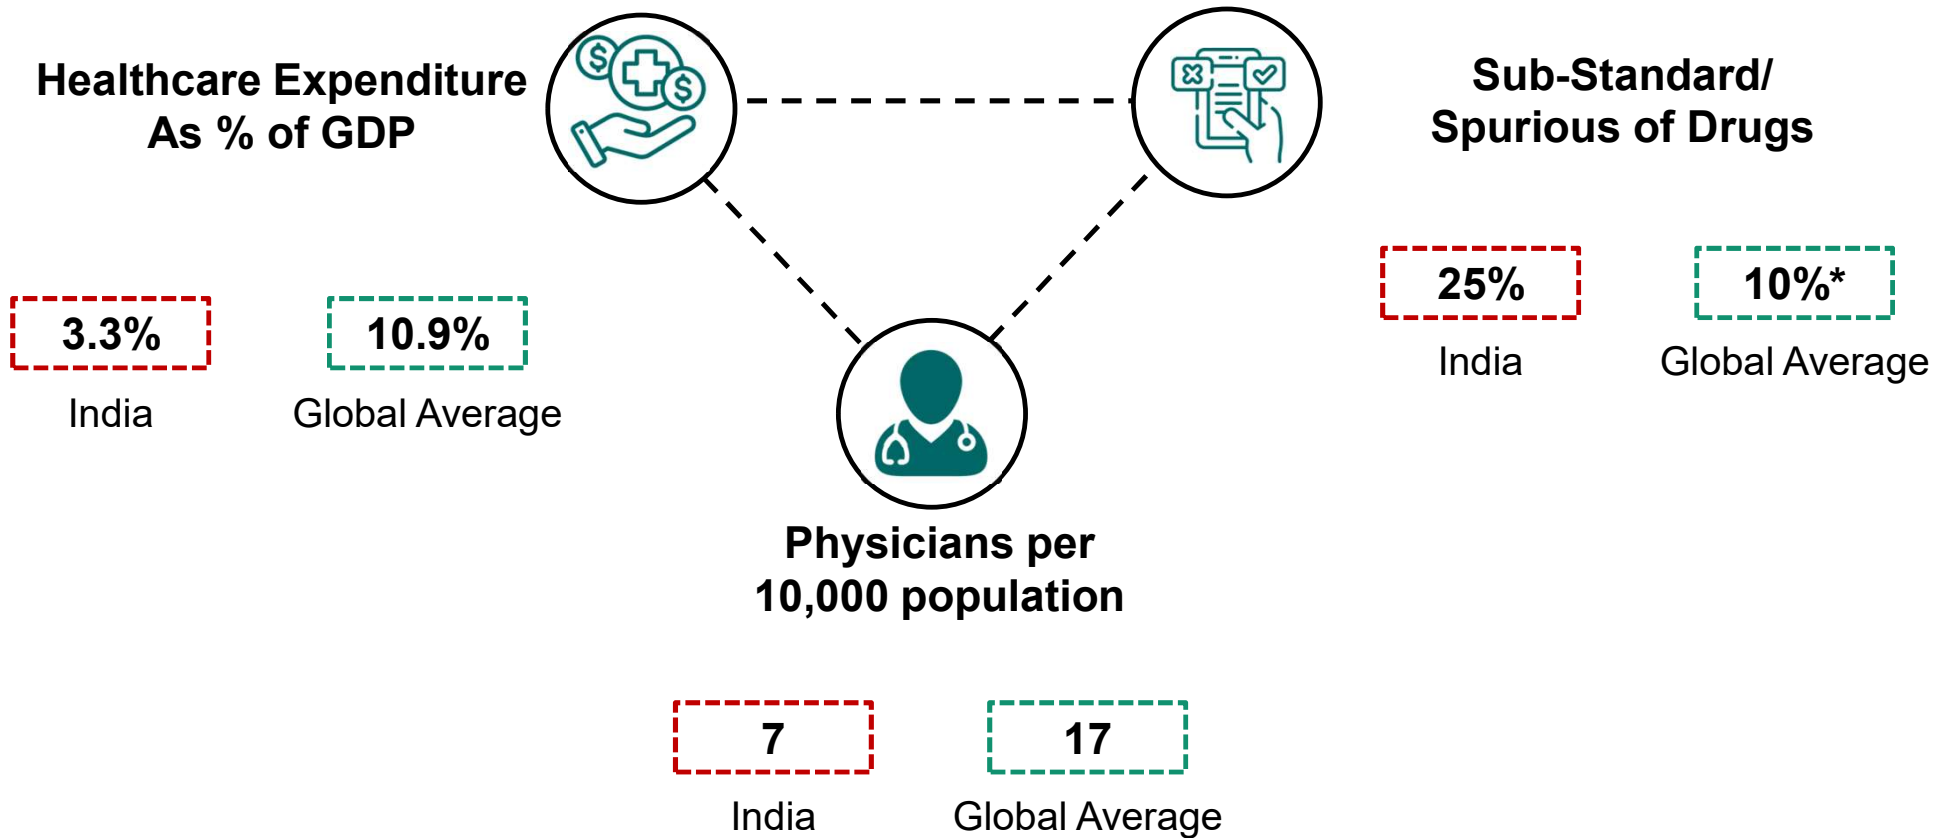 Healthcare Expenditure
As % of GDP
3.3%
India
10.9%
Global Average
Sub-Standard/
Spurious of Drugs
25%
India
10%*
Global Average
Physicians per
10,000 population
7
India
17
Global Average